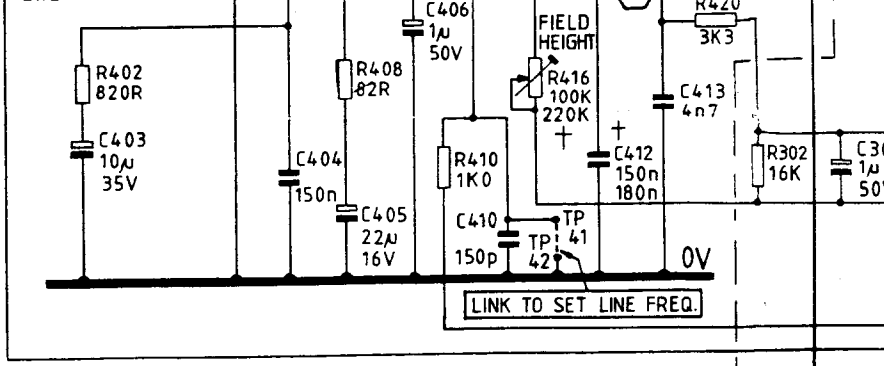 C406
1µ
50V
FIELD
HEIGHT
R420
3K3
R402
820R
R408
82R
R416
100K
220K
C413
4n7
C403
10µ
35V
C404
150n
R410
1K0
C412
150n
180n
R302
16K
1µ
C405
22µ
16V
C410
150p
TP
41
TP
42
0V
LINK TO SET LINE FREQ.